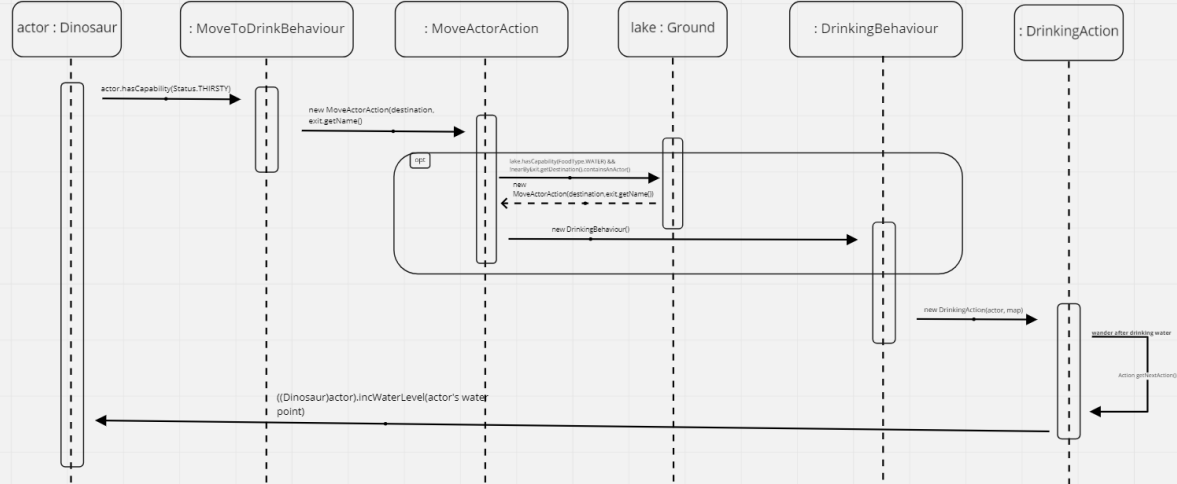 actor : Dinosaur
: MoveToDrinkBehaviour
: MoveActorAction
lake : Ground
: DrinkingBehaviour
: DrinkingAction
actor.hasCapability(Status.THIRSTY)
new MoveActorAction(destination,
exit.getName()
opt
lake.hasCapability(FoodType.WATER) &&
!nearByExit.getDestination().containsAnActor()
new
MoveActorAction(destination,exit.getName())
new DrinkingBehaviour()
new DrinkingAction(actor, map)
wander after drinking water
Action getNextAction()
((Dinosaur)actor).incWaterLevel(actor's water
point)